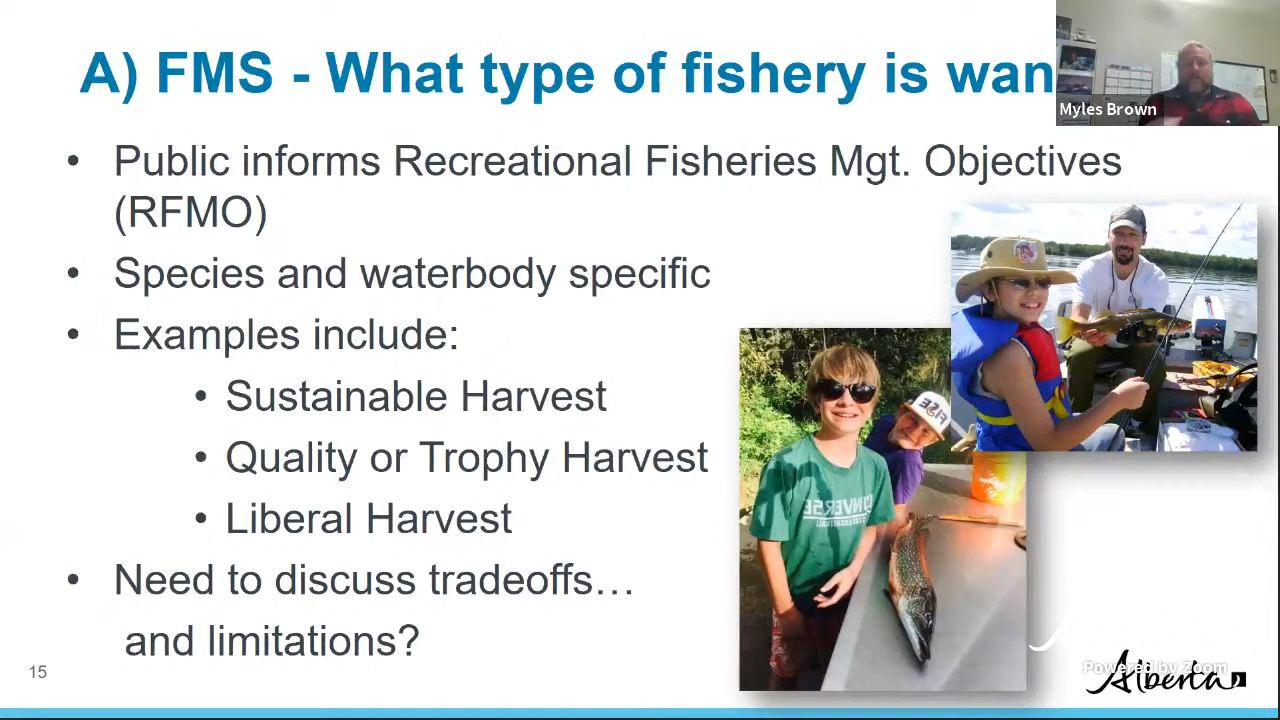 A) FMS - What type of fishery is wan
Myles Brown
• Public informs Recreational Fisheries Mgt. Objectives
(RFMO)
• Species and waterbody specific
• Examples include:
• Sustainable Harvest
• Quality or Trophy Harvest
• Liberal Harvest
• Need to discuss tradeoffs…
and limitations?
15
Powered by Zoom
Alberta